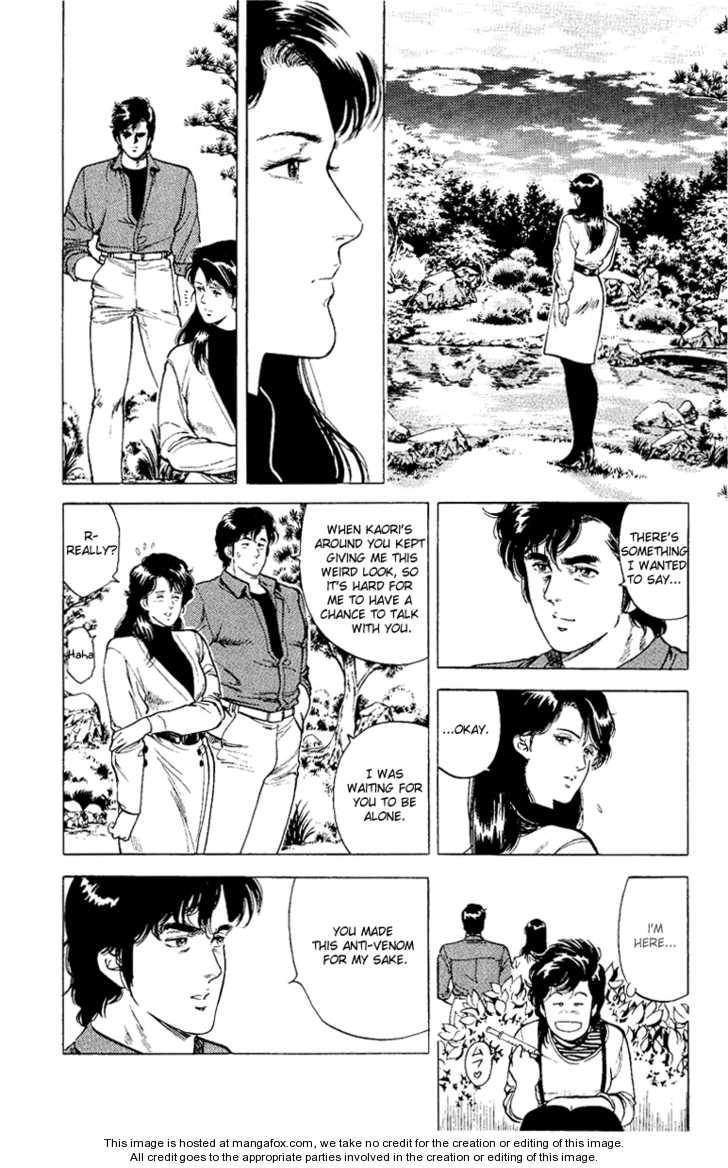 THERE'S
SOMETHING
I WANTED
TO SAY...
...OKAY.
WHEN KAORI'S
AROUND YOU KEPT
GIVING ME THIS
WEIRD LOOK, SO
IT'S HARD FOR
ME TO HAVE A
CHANCE TO TALK
WITH YOU.
R-
REALLY?
Haha
I WAS
WAITING FOR
YOU TO BE
ALONE.
I'M
HERE...
ムフ♡
YOU MADE
THIS ANTI-VENOM
FOR MY SAKE.
This image is hosted at mangafox.com, we take no credit for the creation or editing of this image.
All credit goes to the appropriate parties involved in the creation or editing of this image.